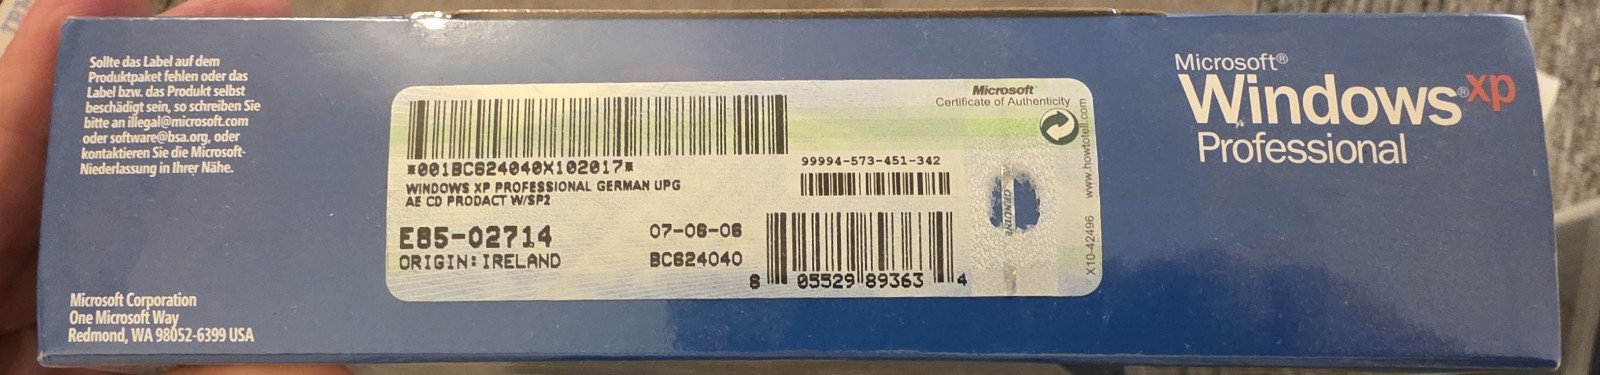 Sollte das Label auf dem
Produktpaket fehlen oder das
Label bzw. das Produkt selbst
beschädigt sein, so schreiben Sie
bitte an illegal@microsoft.com
oder software@bsa.org, oder
kontaktieren Sie die Microsoft-
Niederlassung in Ihrer Nähe.
Microsoft Corporation
One Microsoft Way
Redmond, WA 98052-6399 USA
*001BC624040X102017*
WINDOWS XP PROFESSIONAL GERMAN UPG
AE CD PRODACT W/SP2
E85-02714
ORIGIN: IRELAND
07-06-06
BC624040
99994-573-451-342
8 05529 89363 4
Microsoft®
Certificate of Authenticity
GENUINE
www.howtotell.com
X10-42496
Microsoft®
Windows® xp
Professional